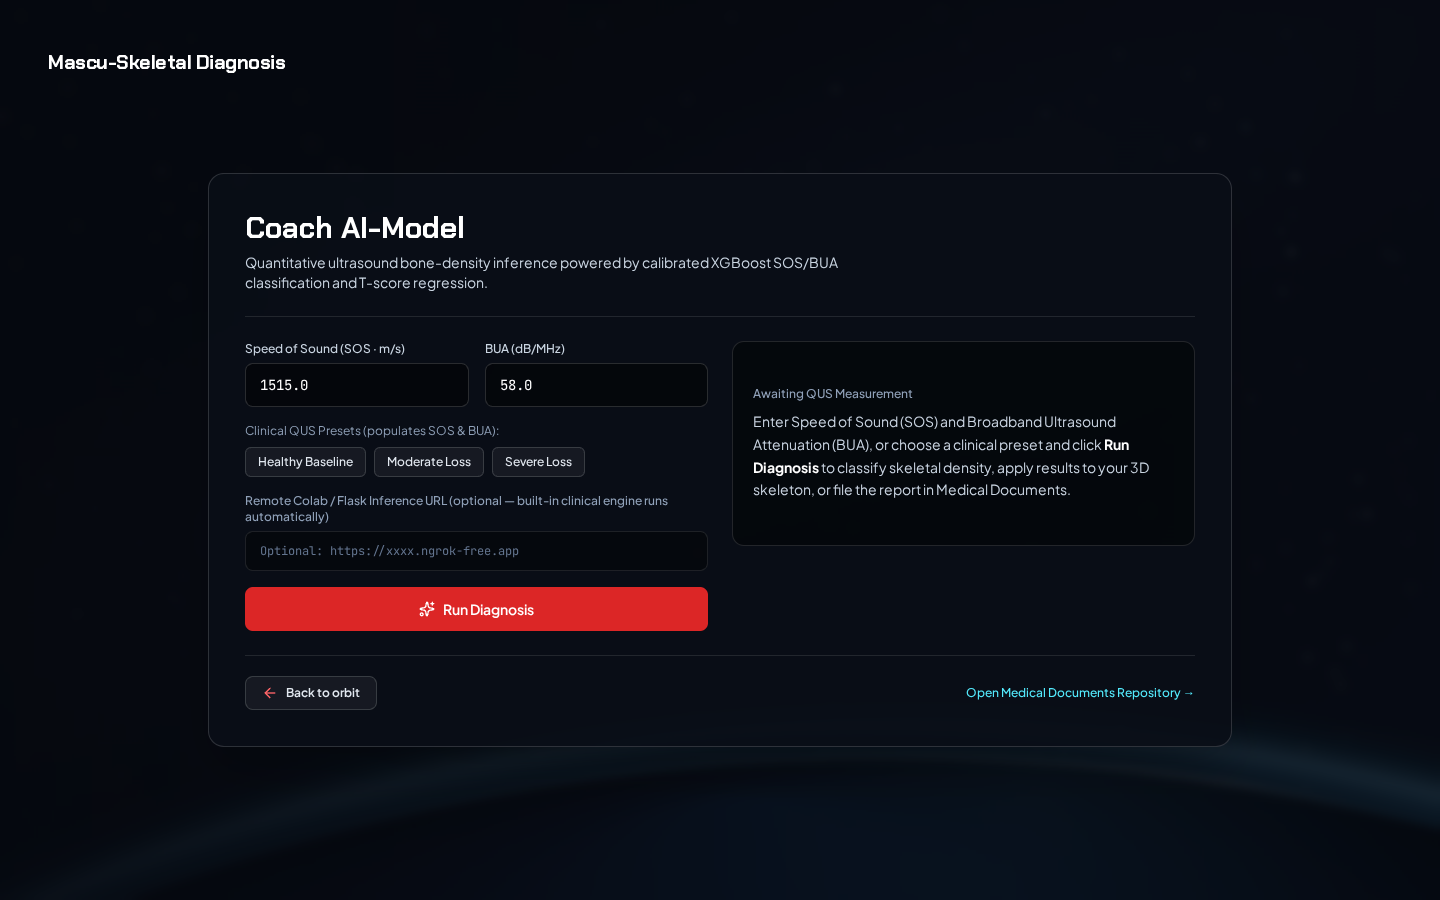 Mascu-Skeletal Diagnosis
Coach AI-Model
Quantitative ultrasound bone-density inference powered by calibrated XGBoost SOS/BUA
classification and T-score regression.
Speed of Sound (SOS · m/s)
BUA (dB/MHz)
1515.0
58.0
Clinical QUS Presets (populates SOS & BUA):
Healthy Baseline
Moderate Loss
Severe Loss
Remote Colab / Flask Inference URL (optional — built-in clinical engine runs
automatically)
Optional: https://xxxx.ngrok-free.app
Run Diagnosis
Awaiting QUS Measurement
Enter Speed of Sound (SOS) and Broadband Ultrasound
Attenuation (BUA), or choose a clinical preset and click Run
Diagnosis to classify skeletal density, apply results to your 3D
skeleton, or file the report in Medical Documents.
Back to orbit
Open Medical Documents Repository →